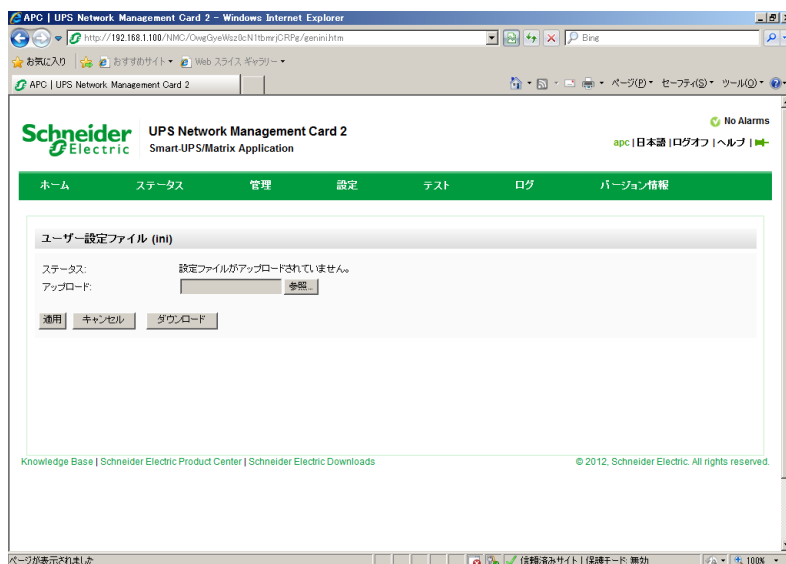 APC | UPS Network Management Card 2 - Windows Internet Explorer
http://192.168.1.100/NMC/OwgGyeWsz0cN1tbmrjCRPg/genini.htm
Bing
お気に入り おすすめサイト Web スライス ギャラリー
APC | UPS Network Management Card 2
ページ(P) セーフティ(S) ツール(O)
No Alarms
Schneider Electric
UPS Network Management Card 2
Smart-UPS/Matrix Application
apc | 日本語 | ログオフ | ヘルプ |
ホーム ステータス 管理 設定 テスト ログ バージョン情報
ユーザー設定ファイル (ini)
ステータス: 設定ファイルがアップロードされていません。
アップロード: 参照...
適用 キャンセル ダウンロード
Knowledge Base | Schneider Electric Product Center | Schneider Electric Downloads
© 2012, Schneider Electric. All rights reserved.
ページが表示されました
信頼済みサイト | 保護モード: 無効
100%